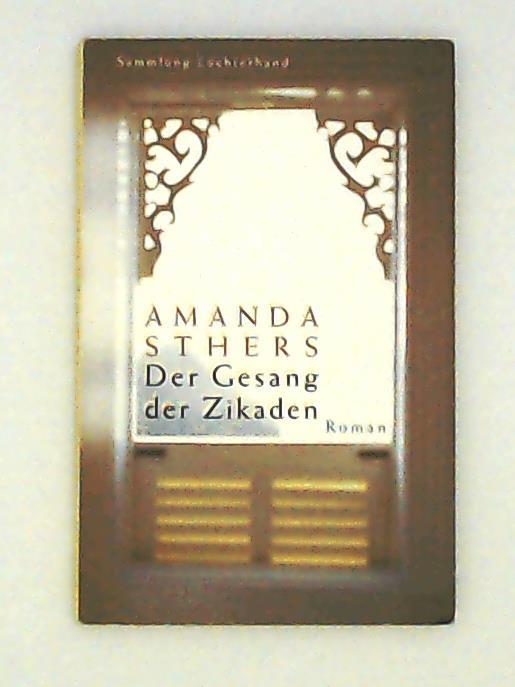 Sammlung Luchterhand
AMANDA
STHERS
Der Gesang
der Zikaden
Roman